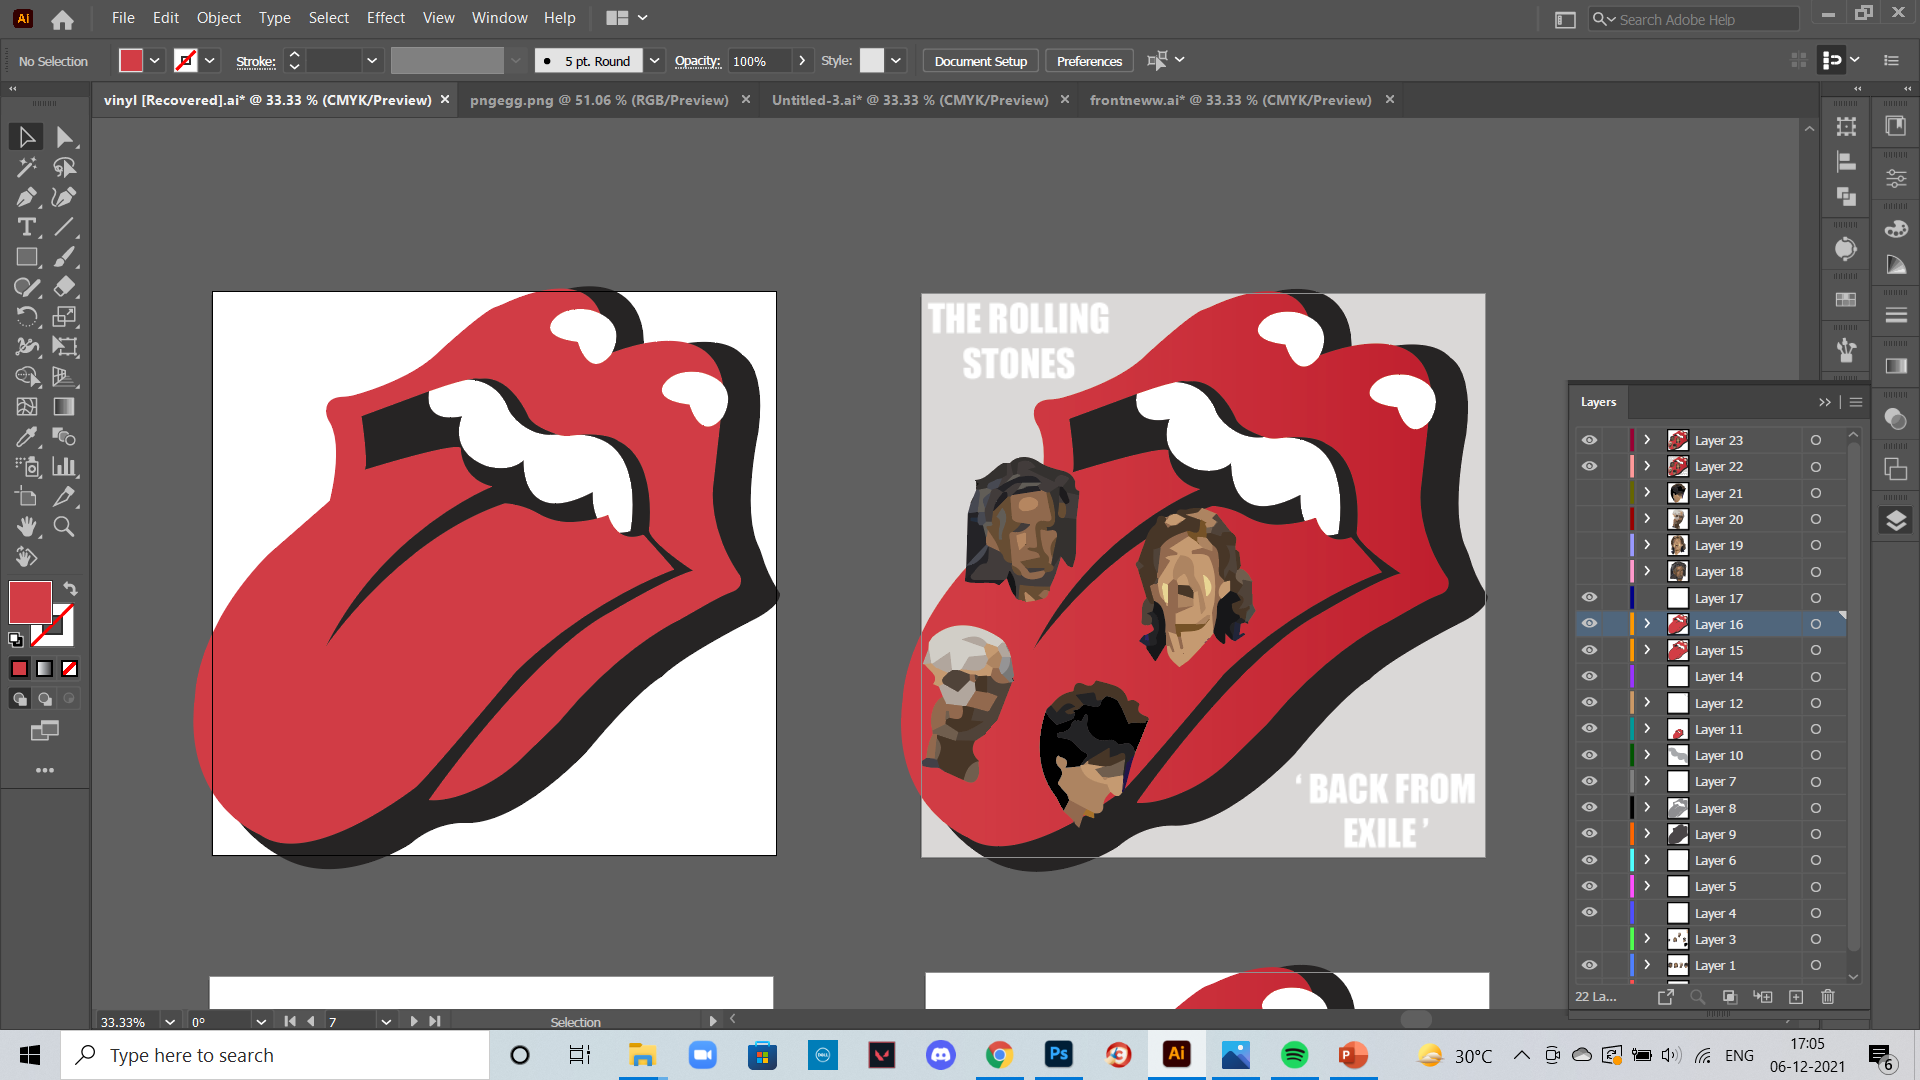 Ai File Edit Object Type Select Effect View Window Help Search Adobe Help
No Selection Stroke: 5 pt. Round Opacity: 100% Style: Document Setup Preferences
vinyl [Recovered].ai* @ 33.33 % (CMYK/Preview) × pngegg.png @ 51.06 % (RGB/Preview) × Untitled-3.ai* @ 33.33 % (CMYK/Preview) × frontneww.ai* @ 33.33 % (CMYK/Preview) ×
THE ROLLING
STONES
‘ BACK FROM
EXILE ’
Layers
Layer 23
Layer 22
Layer 21
Layer 20
Layer 19
Layer 18
Layer 17
Layer 16
Layer 15
Layer 14
Layer 12
Layer 11
Layer 10
Layer 7
Layer 8
Layer 9
Layer 6
Layer 5
Layer 4
Layer 3
Layer 1
22 La...
33.33% 0° 7 Selection
Type here to search
Ps Ai P
30°C ENG
17:05
06-12-2021
6